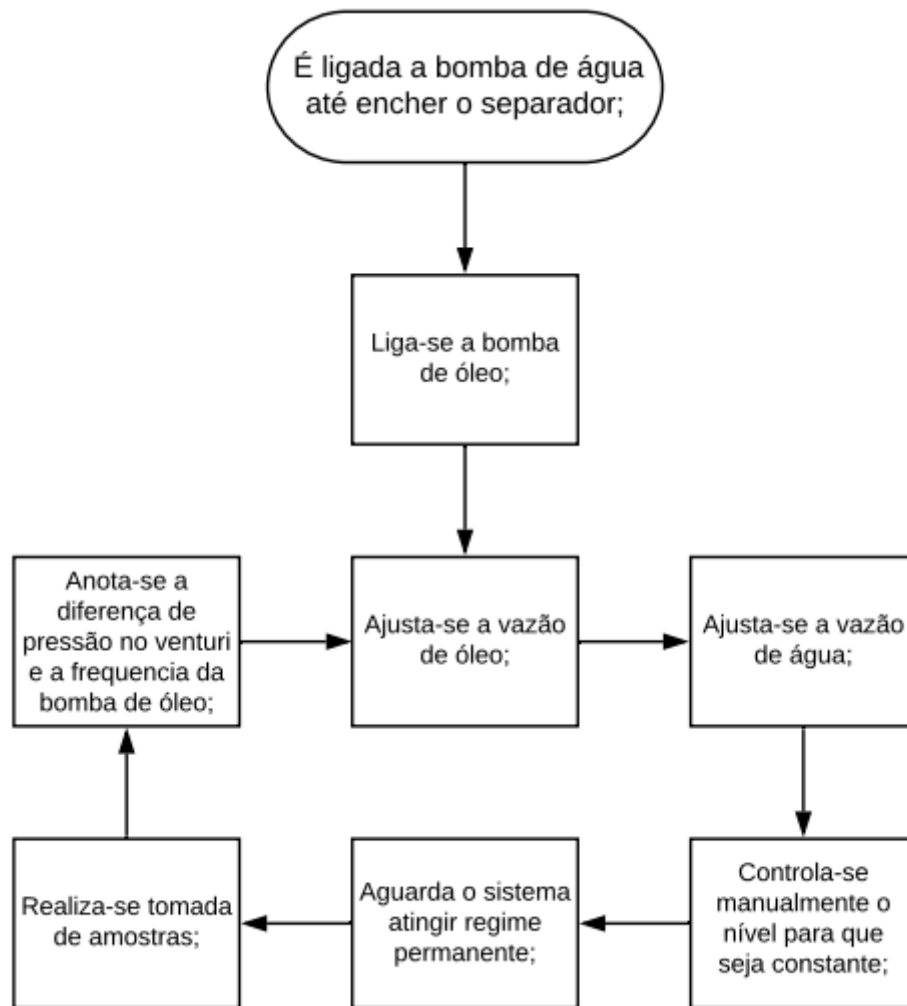 É ligada a bomba de água
até encher o separador;
Liga-se a bomba
de óleo;
Anota-se a
diferença de
pressão no venturi
e a frequencia da
bomba de óleo;
Ajusta-se a vazão
de óleo;
Ajusta-se a vazão
de água;
Realiza-se tomada
de amostras;
Aguarda o sistema
atingir regime
permanente;
Controla-se
manualmente o
nível para que
seja constante;